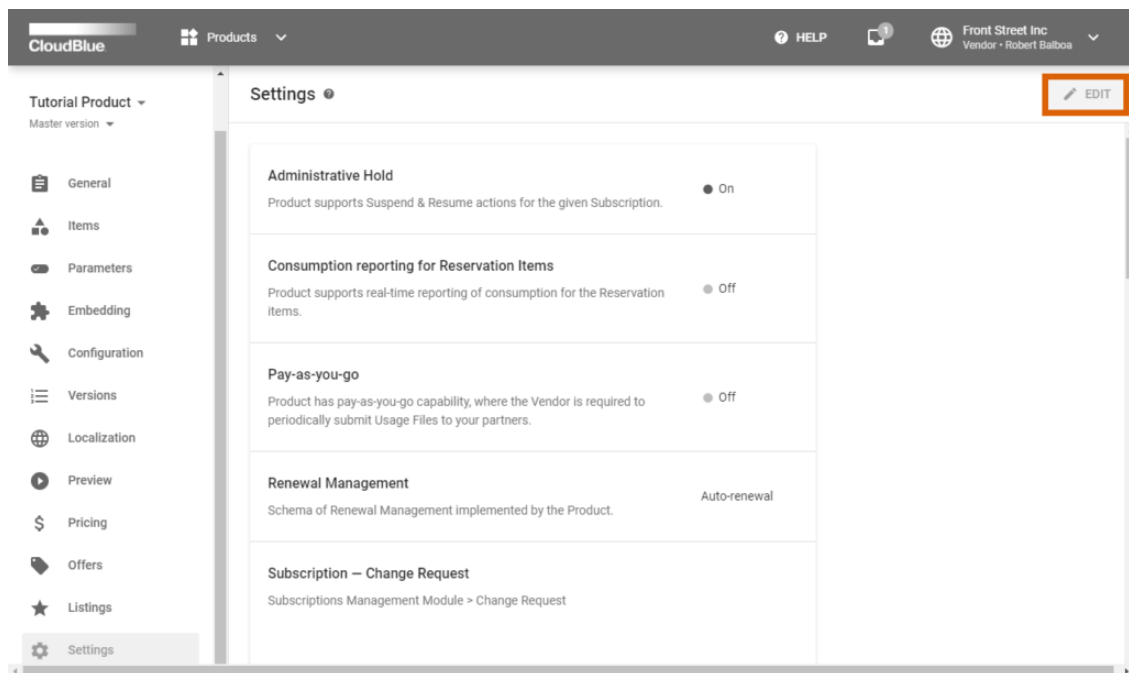 CloudBlue
Products
HELP
1
Front Street Inc
Vendor • Robert Balboa
Tutorial Product
Master version
General
Items
Parameters
Embedding
Configuration
Versions
Localization
Preview
Pricing
Offers
Listings
Settings
Settings
EDIT
Administrative Hold
Product supports Suspend & Resume actions for the given Subscription.
On
Consumption reporting for Reservation Items
Product supports real-time reporting of consumption for the Reservation
items.
Off
Pay-as-you-go
Product has pay-as-you-go capability, where the Vendor is required to
periodically submit Usage Files to your partners.
Off
Renewal Management
Schema of Renewal Management implemented by the Product.
Auto-renewal
Subscription — Change Request
Subscriptions Management Module > Change Request